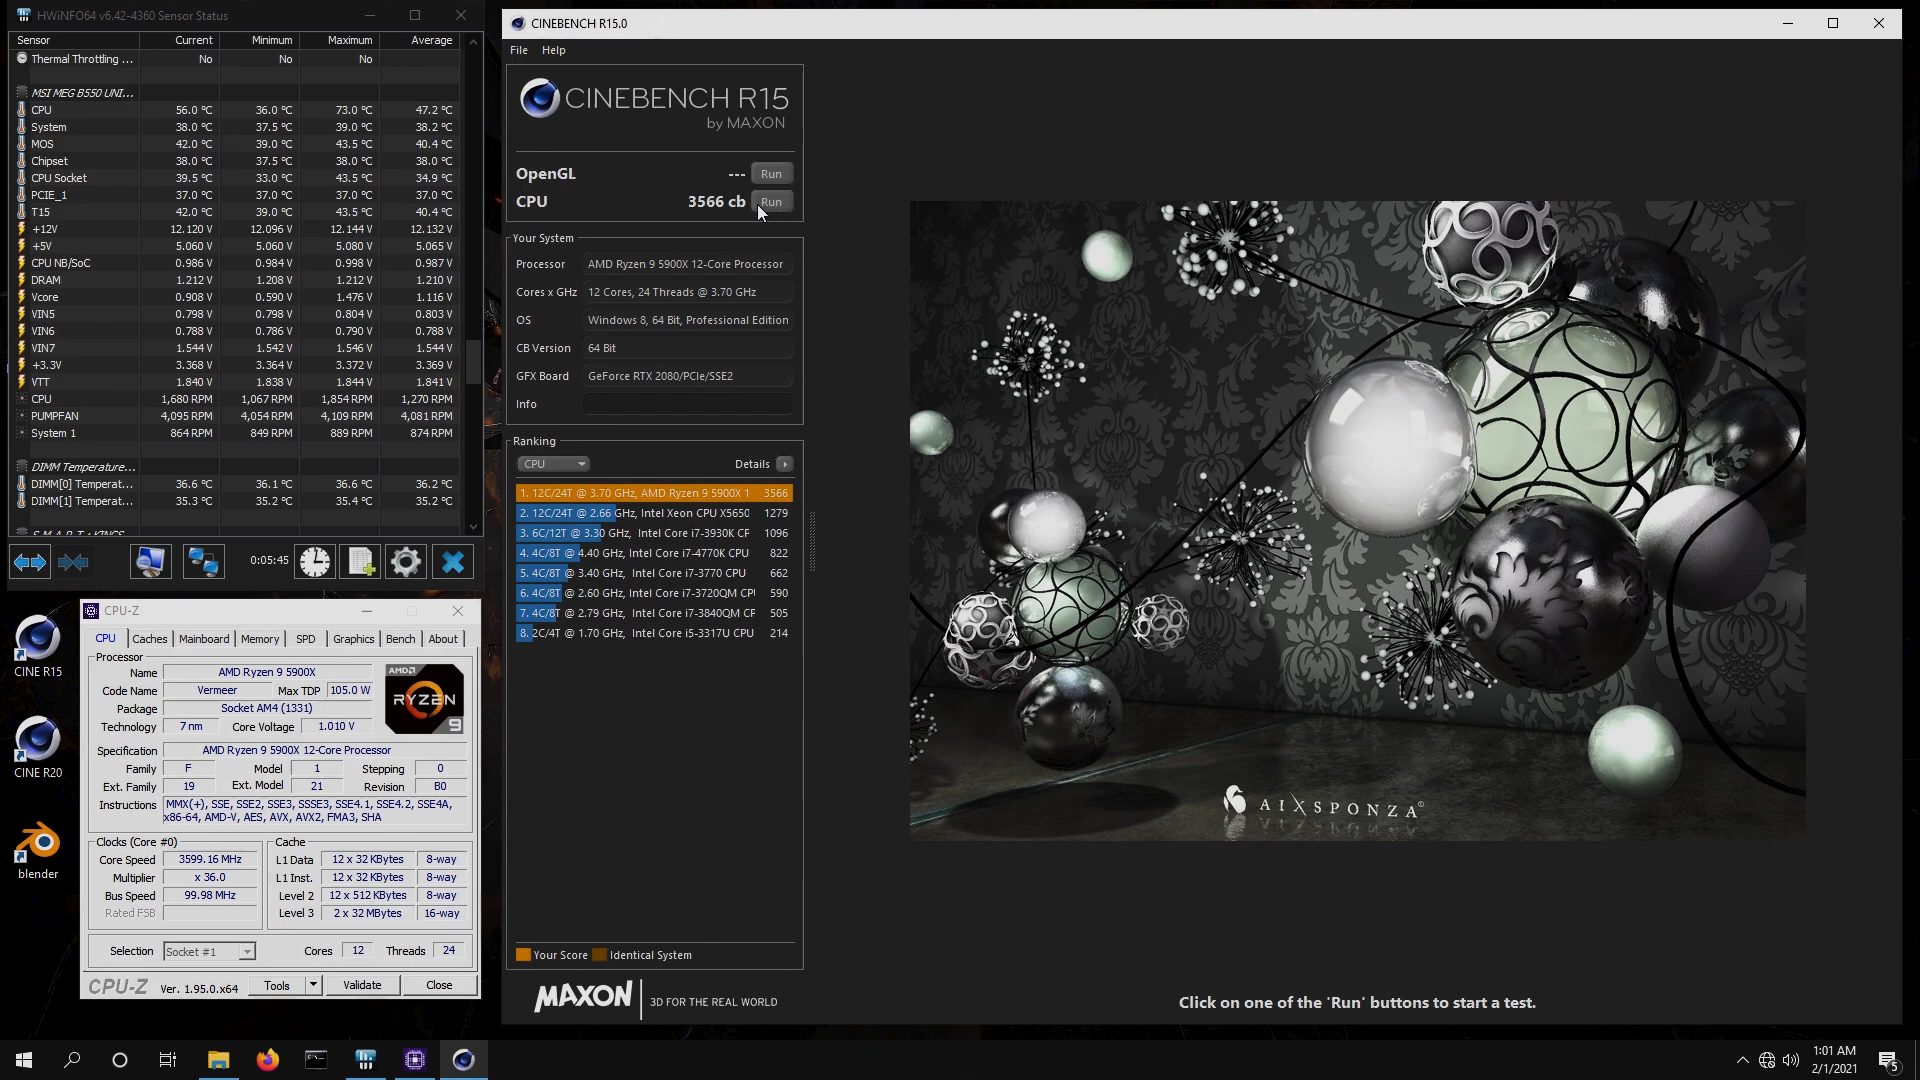 HWiNFO64 v6.42-4360 Sensor Status
Sensor Current Minimum Maximum Average
Thermal Throttling ... No No No
MSI MEG B550 UNI...
CPU 56.0 °C 36.0 °C 73.0 °C 47.2 °C
System 38.0 °C 37.5 °C 39.0 °C 38.2 °C
MOS 42.0 °C 39.0 °C 43.5 °C 40.4 °C
Chipset 38.0 °C 37.5 °C 38.0 °C 38.0 °C
CPU Socket 39.5 °C 33.0 °C 43.5 °C 34.9 °C
PCIE_1 37.0 °C 37.0 °C 37.0 °C 37.0 °C
T15 42.0 °C 39.0 °C 43.5 °C 40.4 °C
+12V 12.120 V 12.096 V 12.144 V 12.132 V
+5V 5.060 V 5.060 V 5.080 V 5.065 V
CPU NB/SoC 0.986 V 0.984 V 0.998 V 0.987 V
DRAM 1.212 V 1.208 V 1.212 V 1.210 V
Vcore 0.908 V 0.590 V 1.476 V 1.116 V
VIN5 0.798 V 0.798 V 0.804 V 0.803 V
VIN6 0.788 V 0.786 V 0.790 V 0.788 V
VIN7 1.544 V 1.542 V 1.546 V 1.544 V
+3.3V 3.368 V 3.364 V 3.372 V 3.369 V
VTT 1.840 V 1.838 V 1.844 V 1.841 V
CPU 1,680 RPM 1,067 RPM 1,854 RPM 1,270 RPM
PUMPFAN 4,095 RPM 4,054 RPM 4,109 RPM 4,081 RPM
System 1 864 RPM 849 RPM 889 RPM 874 RPM
DIMM Temperature...
DIMM[0] Temperat... 36.6 °C 36.1 °C 36.6 °C 36.2 °C
DIMM[1] Temperat... 35.3 °C 35.2 °C 35.4 °C 35.2 °C
0:05:45
CINE R15
CINE R20
blender
CPU-Z
CPU Caches Mainboard Memory SPD Graphics Bench About
Processor
Name AMD Ryzen 9 5900X
Code Name Vermeer Max TDP 105.0 W
Package Socket AM4 (1331)
Technology 7 nm Core Voltage 1.010 V
AMD
RYZEN
9
Specification AMD Ryzen 9 5900X 12-Core Processor
Family F Model 1 Stepping 0
Ext. Family 19 Ext. Model 21 Revision B0
Instructions MMX(+), SSE, SSE2, SSE3, SSSE3, SSE4.1, SSE4.2, SSE4A,
x86-64, AMD-V, AES, AVX, AVX2, FMA3, SHA
Clocks (Core #0)
Core Speed 3599.16 MHz
Multiplier x 36.0
Bus Speed 99.98 MHz
Rated FSB
Cache
L1 Data 12 x 32 KBytes 8-way
L1 Inst. 12 x 32 KBytes 8-way
Level 2 12 x 512 KBytes 8-way
Level 3 2 x 32 MBytes 16-way
Selection Socket #1 Cores 12 Threads 24
CPU-Z Ver. 1.95.0.x64 Tools Validate Close
CINEBENCH R15.0
File Help
CINEBENCH R15
by MAXON
OpenGL --- Run
CPU 3566 cb Run
Your System
Processor AMD Ryzen 9 5900X 12-Core Processor
Cores x GHz 12 Cores, 24 Threads @ 3.70 GHz
OS Windows 8, 64 Bit, Professional Edition
CB Version 64 Bit
GFX Board GeForce RTX 2080/PCIe/SSE2
Info
Ranking
CPU Details
1. 12C/24T @ 3.70 GHz, AMD Ryzen 9 5900X 1 3566
2. 12C/24T @ 2.66 GHz, Intel Xeon CPU X5650 1279
3. 6C/12T @ 3.30 GHz, Intel Core i7-3930K CP 1096
4. 4C/8T @ 4.40 GHz, Intel Core i7-4770K CPU 822
5. 4C/8T @ 3.40 GHz, Intel Core i7-3770 CPU 662
6. 4C/8T @ 2.60 GHz, Intel Core i7-3720QM CPU 590
7. 4C/8T @ 2.79 GHz, Intel Core i7-3840QM CP 505
8. 2C/4T @ 1.70 GHz, Intel Core i5-3317U CPU 214
Your Score Identical System
MAXON 3D FOR THE REAL WORLD
AIXSPONZA®
Click on one of the 'Run' buttons to start a test.
1:01 AM
2/1/2021
5